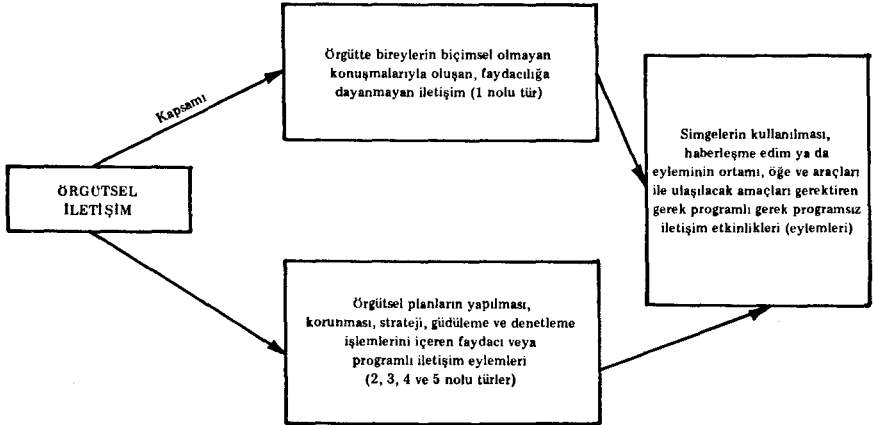 Örgütte bireylerin biçimsel olmayan
konuşmalarıyla oluşan, faydacılığa
dayanmayan iletişim (1 nolu tür)
Kapsamı
ÖRGÜTSEL
İLETİŞİM
Simgelerin kullanılması,
haberleşme edim ya da
eyleminin ortamı, öğe ve araçları
ile ulaşılacak amaçları gerektiren
gerek programlı gerek programsız
iletişim etkinlikleri (eylemleri)
Örgütsel planların yapılması,
korunması, strateji, güdüleme ve denetleme
işlemlerini içeren faydacı veya
programlı iletişim eylemleri
(2, 3, 4 ve 5 nolu türler)